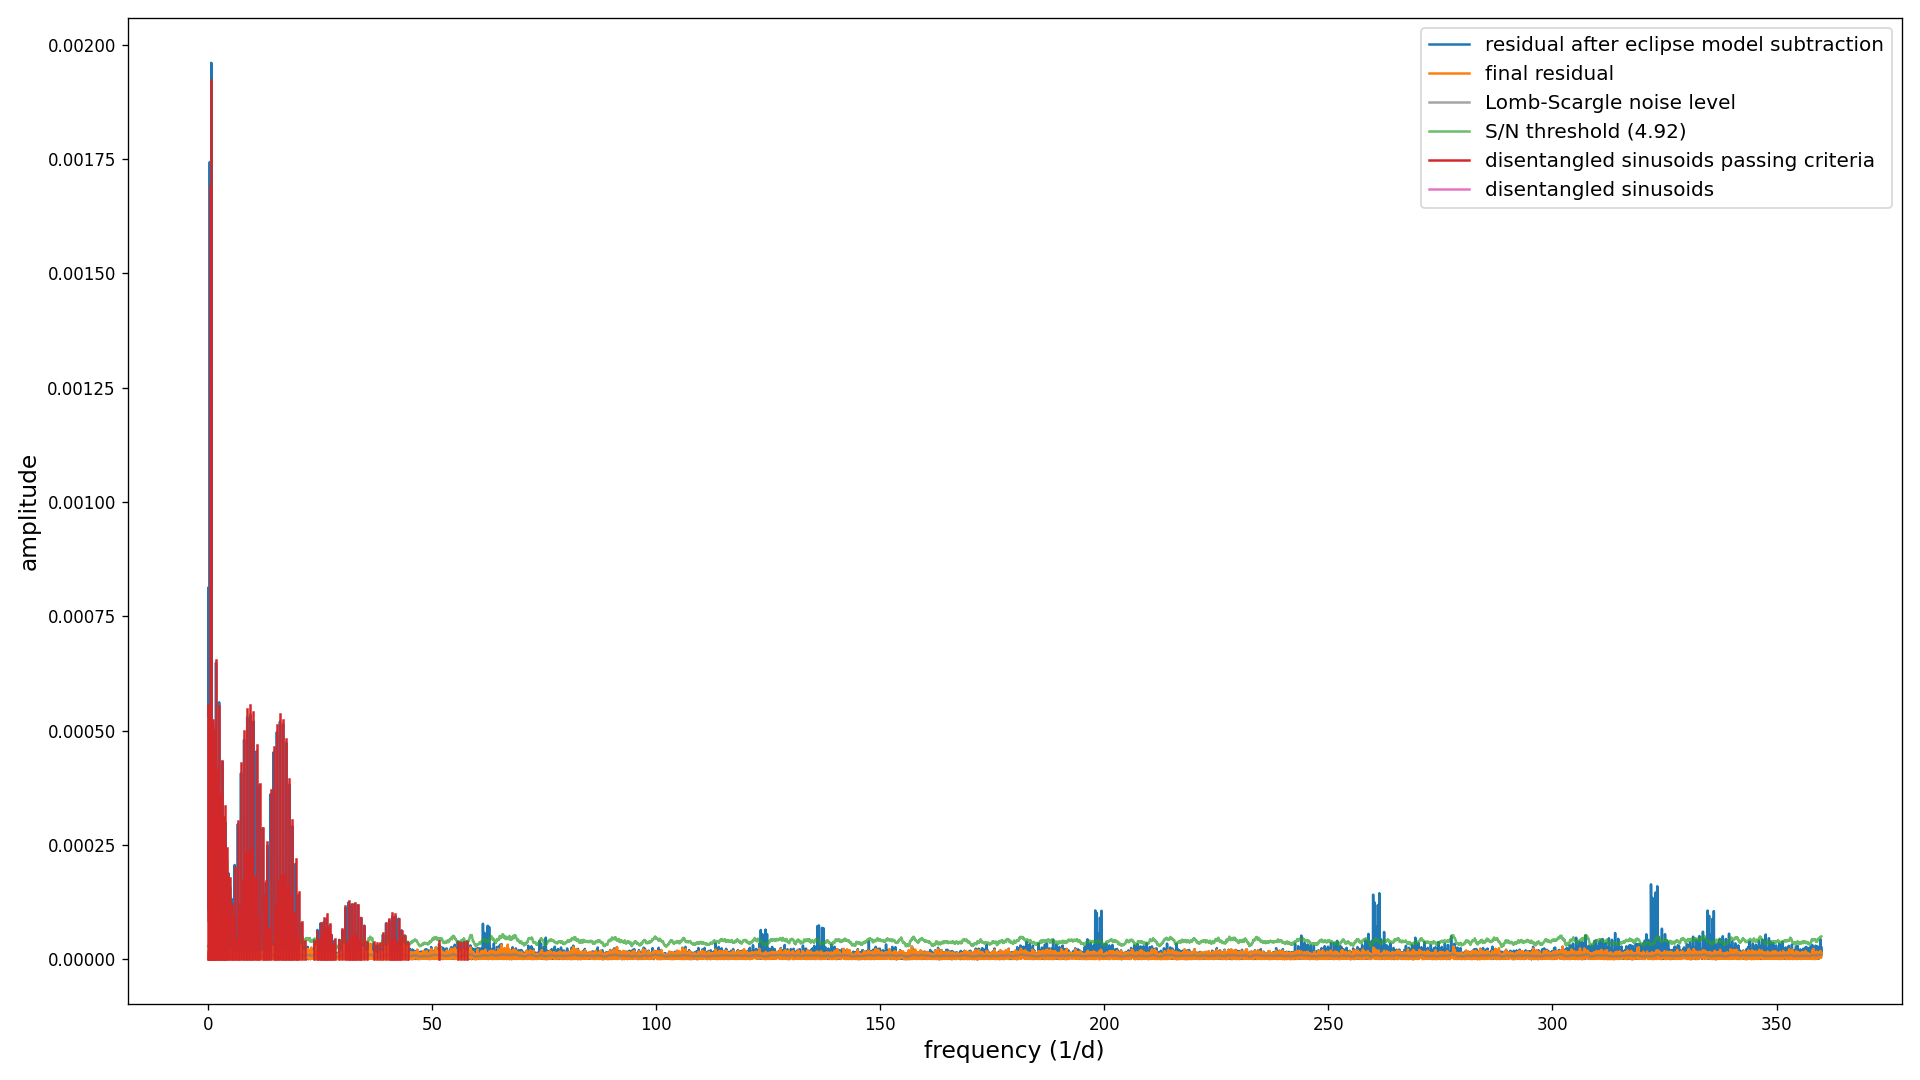 residual after eclipse model subtraction
final residual
Lomb-Scargle noise level
S/N threshold (4.92)
disentangled sinusoids passing criteria
disentangled sinusoids
0.00200
0.00175
0.00150
0.00125
0.00100
0.00075
0.00050
0.00025
0.00000
amplitude
0 50 100 150 200 250 300 350
frequency (1/d)